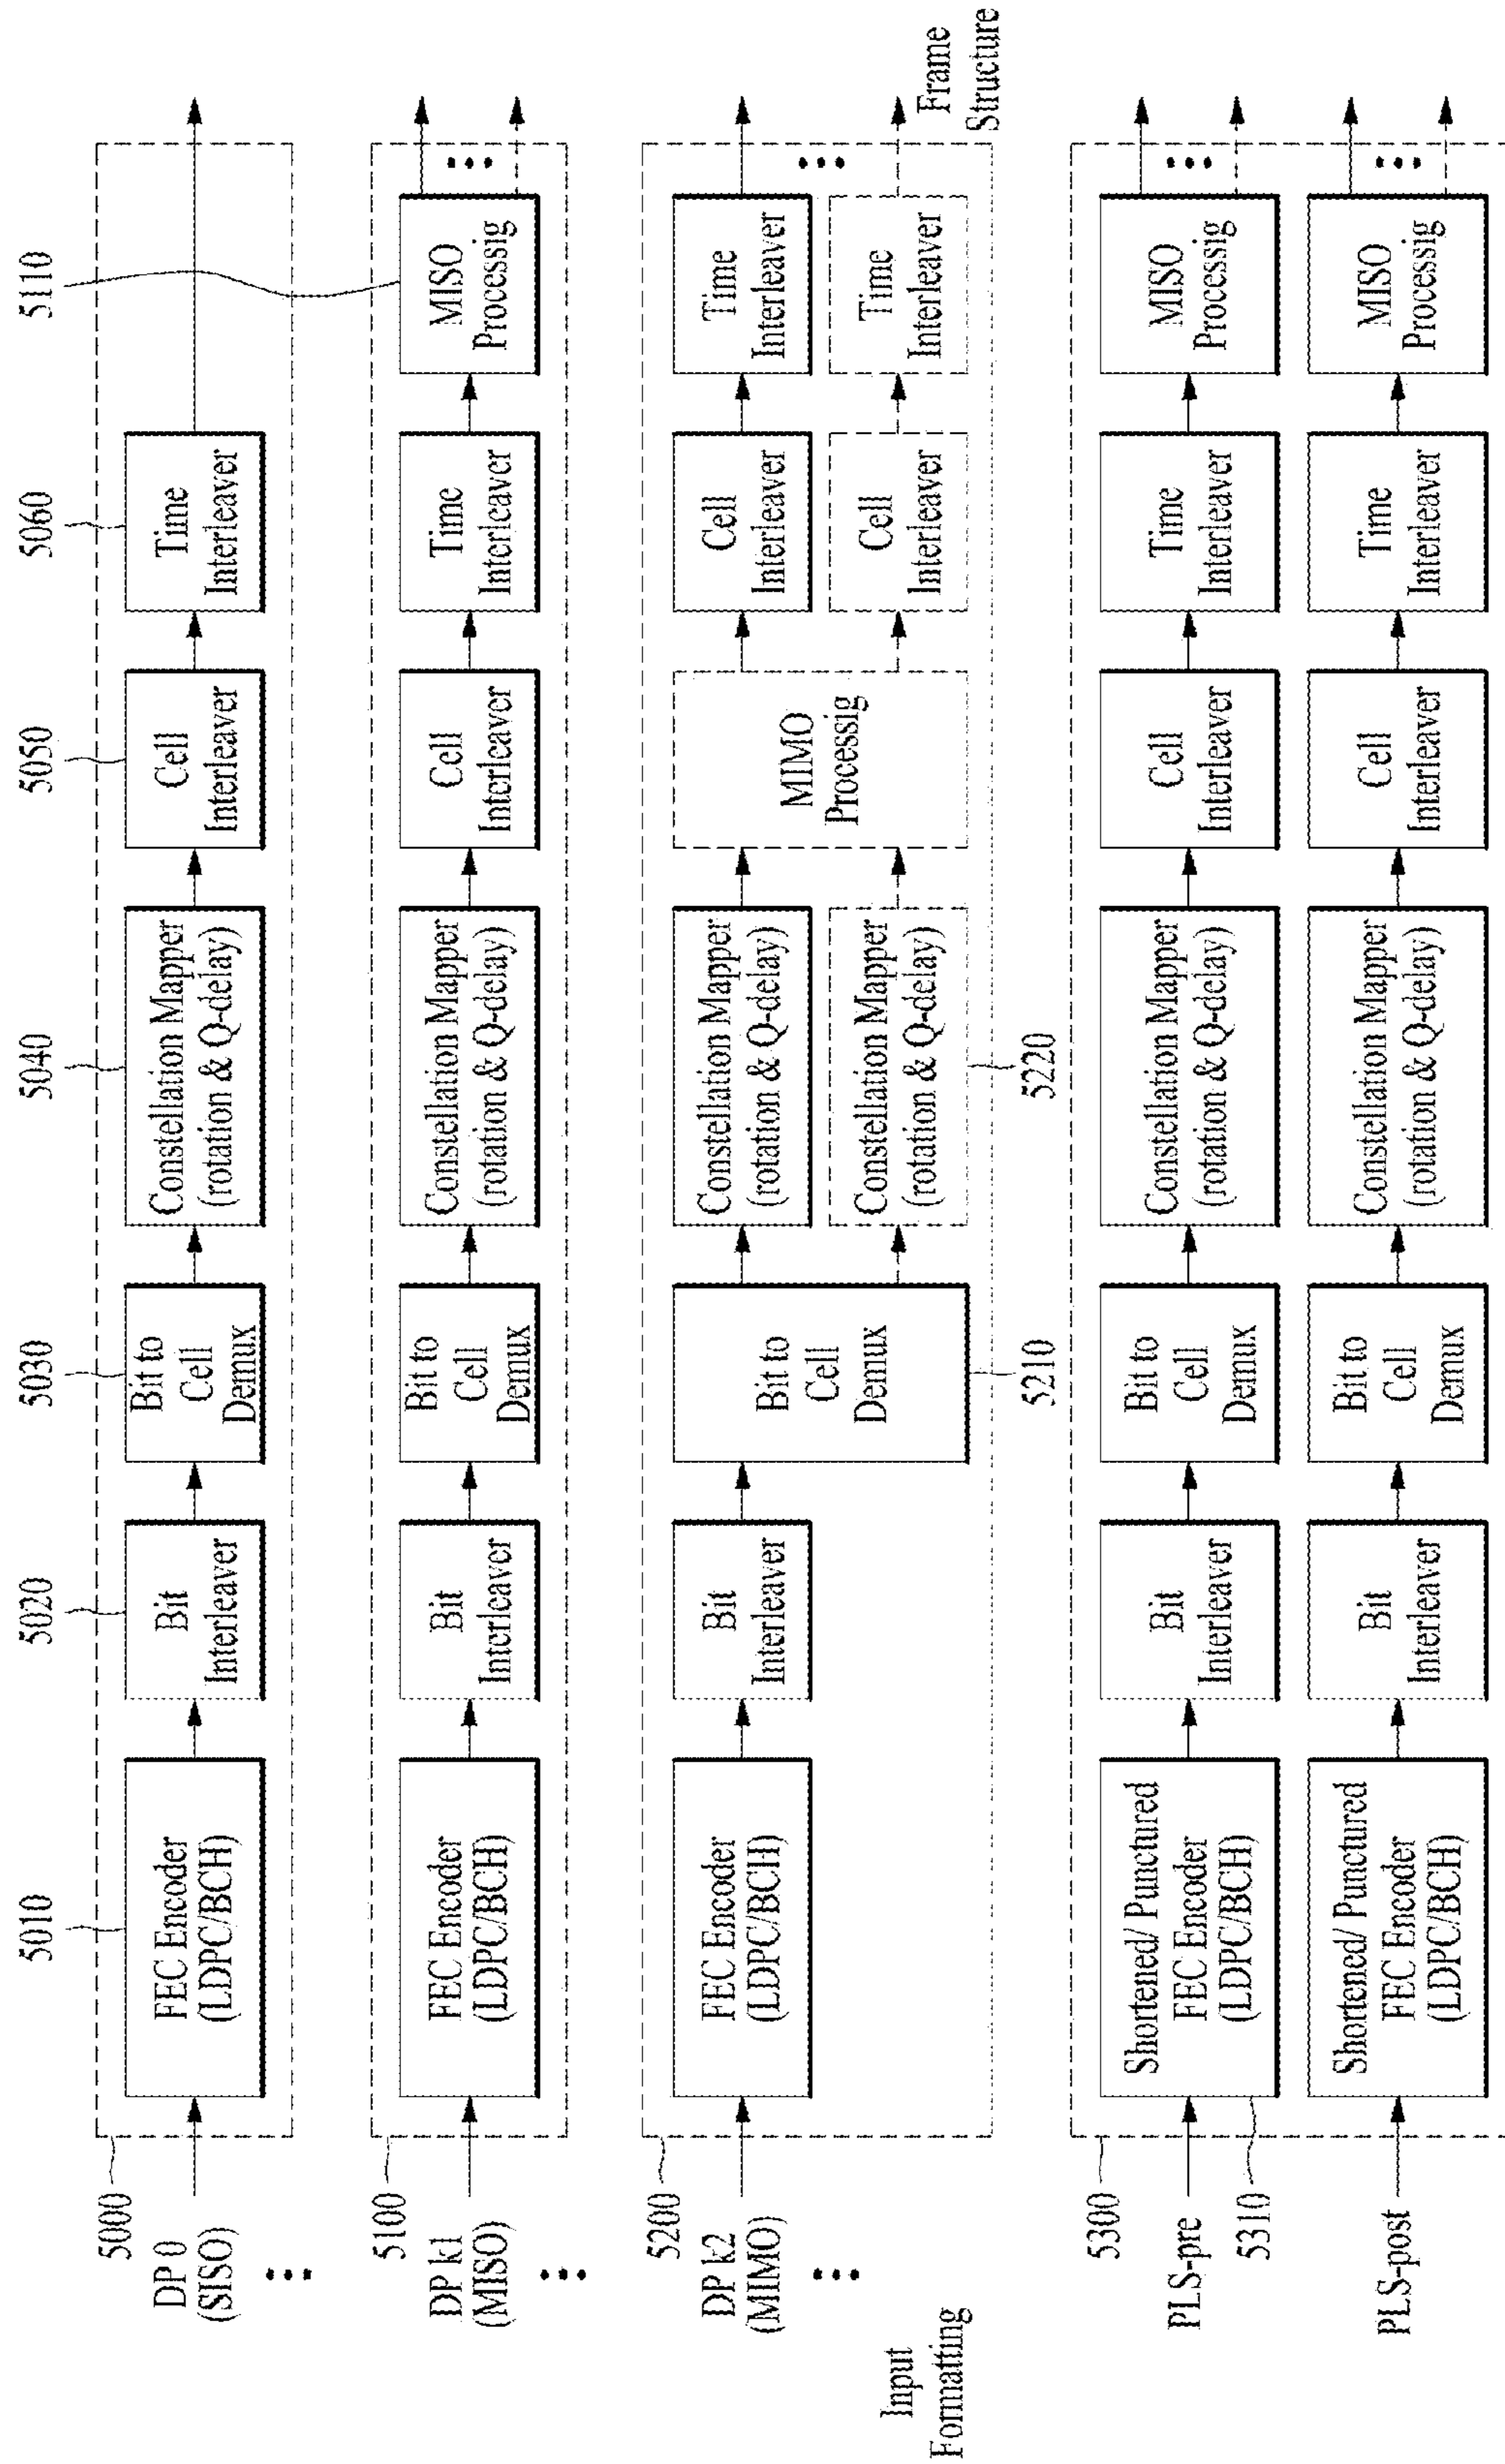 5010
5020
5030
5040
5050
5060
5110
5000
DP 0
(SISO)
FEC Encoder
(LDPC/BCH)
Bit
Interleaver
Bit to
Cell
Demux
Constellation Mapper
(rotation & Q-delay)
Cell
Interleaver
Time
Interleaver
5100
DP k1
(MISO)
FEC Encoder
(LDPC/BCH)
Bit
Interleaver
Bit to
Cell
Demux
Constellation Mapper
(rotation & Q-delay)
Cell
Interleaver
Time
Interleaver
MISO
Processig
5200
DP k2
(MIMO)
FEC Encoder
(LDPC/BCH)
Bit
Interleaver
Bit to
Cell
Demux
5210
Constellation Mapper
(rotation & Q-delay)
Constellation Mapper
(rotation & Q-delay)
5220
MIMO
Processig
Cell
Interleaver
Time
Interleaver
Cell
Interleaver
Time
Interleaver
Input
Formatting
Frame
Structure
5300
PLS-pre
5310
Shortened/ Punctured
FEC Encoder
(LDPC/BCH)
Bit
Interleaver
Bit to
Cell
Demux
Constellation Mapper
(rotation & Q-delay)
Cell
Interleaver
Time
Interleaver
MISO
Processig
PLS-post
Shortened/ Punctured
FEC Encoder
(LDPC/BCH)
Bit
Interleaver
Bit to
Cell
Demux
Constellation Mapper
(rotation & Q-delay)
Cell
Interleaver
Time
Interleaver
MISO
Processig